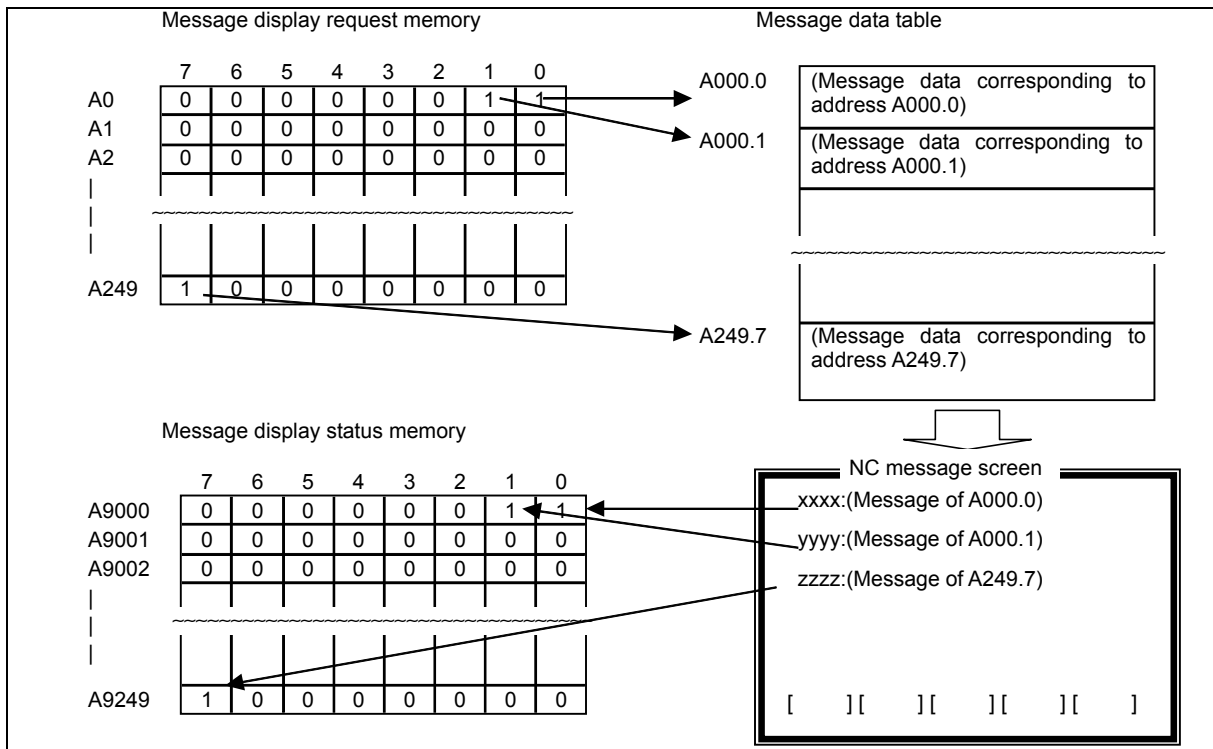 Message display request memory
Message data table
7 6 5 4 3 2 1 0
A0 0 0 0 0 0 0 1 1
A1 0 0 0 0 0 0 0 0
A2 0 0 0 0 0 0 0 0
A249 1 0 0 0 0 0 0 0
A000.0
(Message data corresponding to
address A000.0)
A000.1
(Message data corresponding to
address A000.1)
A249.7
(Message data corresponding to
address A249.7)
Message display status memory
7 6 5 4 3 2 1 0
A9000 0 0 0 0 0 0 1 1
A9001 0 0 0 0 0 0 0 0
A9002 0 0 0 0 0 0 0 0
A9249 1 0 0 0 0 0 0 0
NC message screen
xxxx:(Message of A000.0)
yyyy:(Message of A000.1)
zzzz:(Message of A249.7)
[ ] [ ] [ ] [ ] [ ]